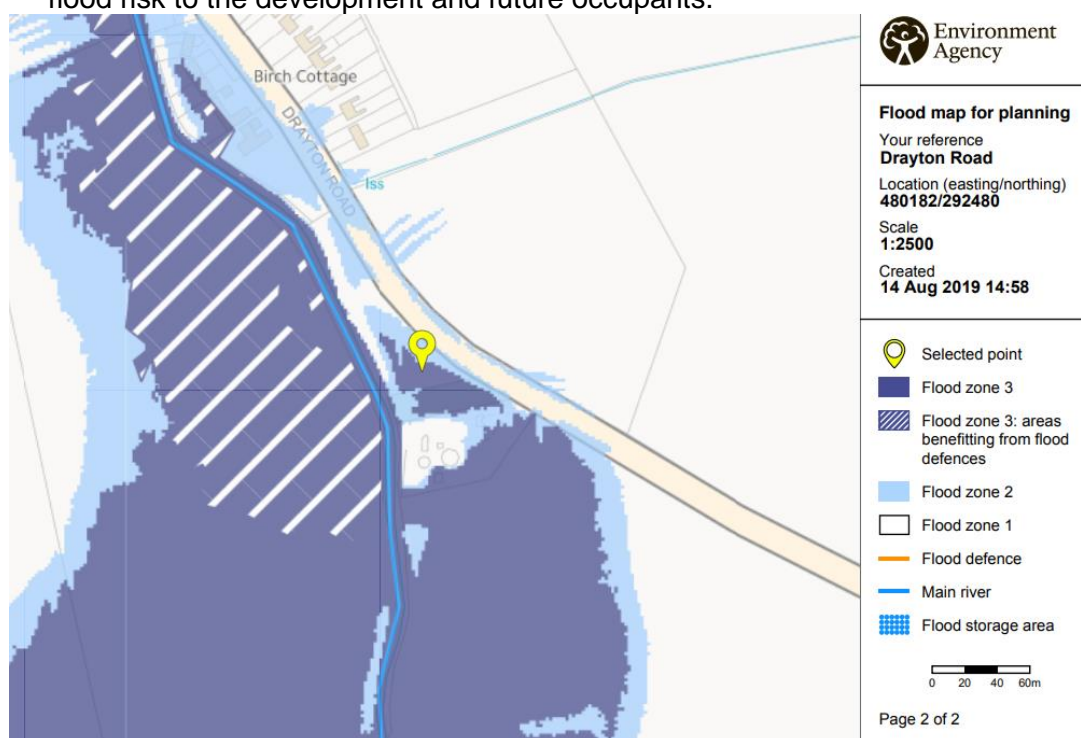 flood risk to the development and future occupants.
Birch Cottage
DRAYTON ROAD
Iss
Environment
Agency
Flood map for planning
Your reference
Drayton Road
Location (easting/northing)
480182/292480
Scale
1:2500
Created
14 Aug 2019 14:58
Selected point
Flood zone 3
Flood zone 3: areas
benefitting from flood
defences
Flood zone 2
Flood zone 1
Flood defence
Main river
Flood storage area
0 20 40 60m
Page 2 of 2